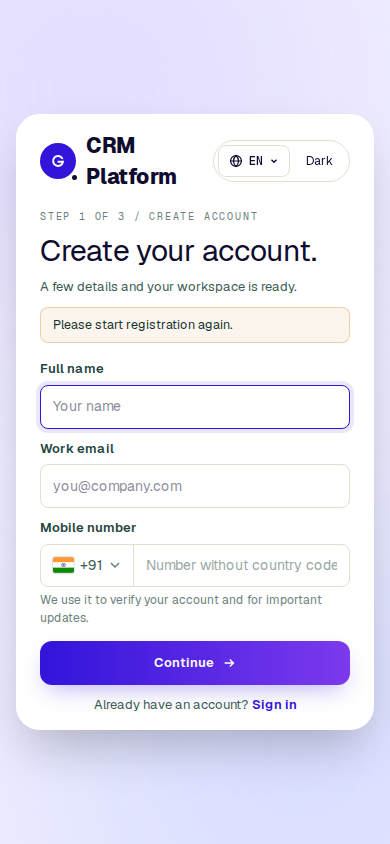 G
CRM
Platform
EN
Dark
STEP 1 OF 3 / CREATE ACCOUNT
Create your account.
A few details and your workspace is ready.
Please start registration again.
Full name
Your name
Work email
you@company.com
Mobile number
+91
Number without country code
We use it to verify your account and for important
updates.
Continue →
Already have an account? Sign in